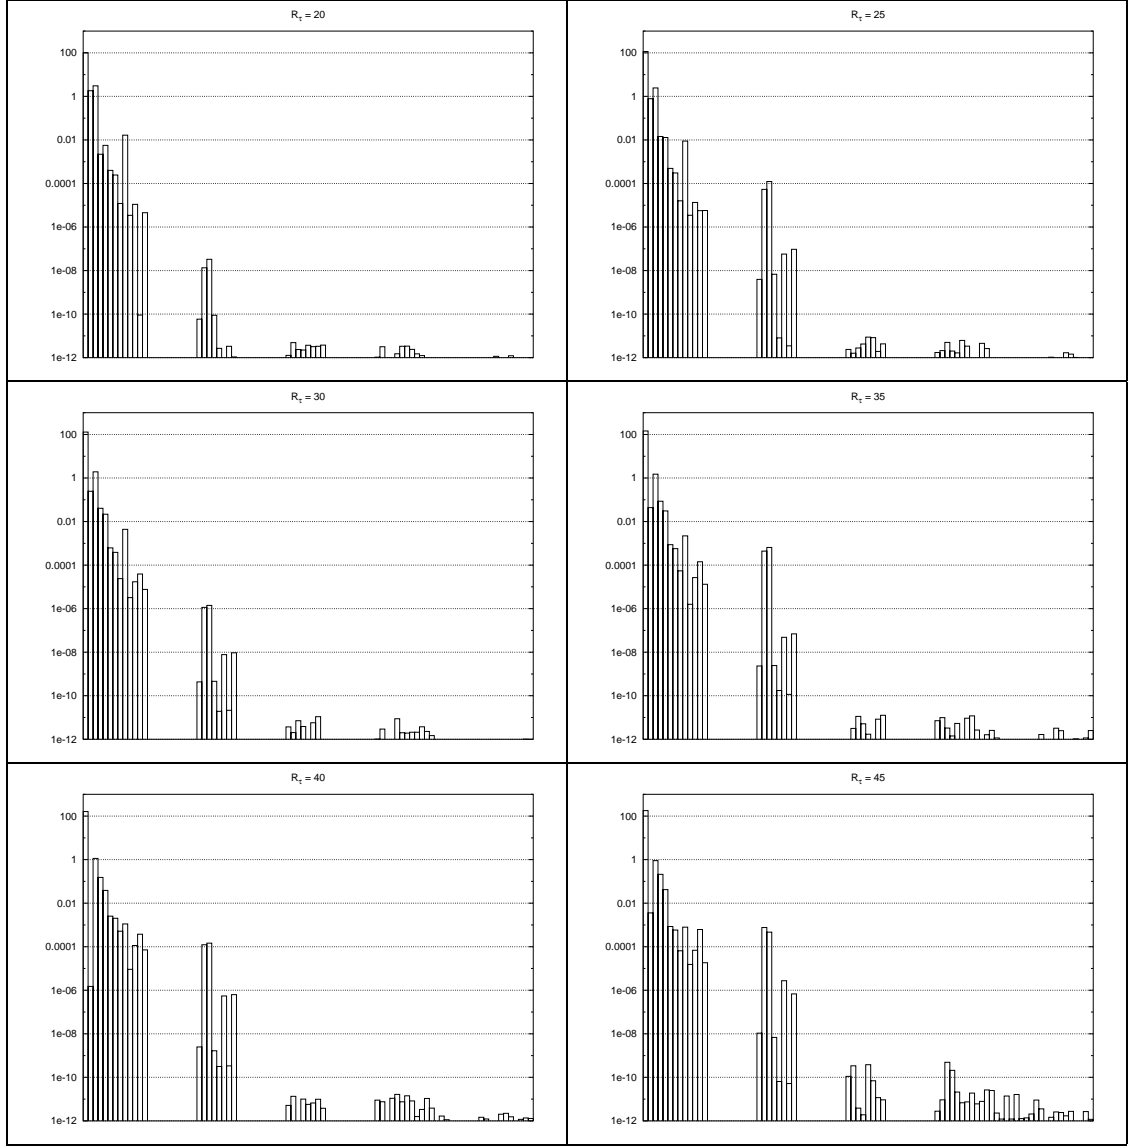 R_τ = 20
100
1
0.01
0.0001
1e-06
1e-08
1e-10
1e-12
R_τ = 25
100
1
0.01
0.0001
1e-06
1e-08
1e-10
1e-12
R_τ = 30
100
1
0.01
0.0001
1e-06
1e-08
1e-10
1e-12
R_τ = 35
100
1
0.01
0.0001
1e-06
1e-08
1e-10
1e-12
R_τ = 40
100
1
0.01
0.0001
1e-06
1e-08
1e-10
1e-12
R_τ = 45
100
1
0.01
0.0001
1e-06
1e-08
1e-10
1e-12